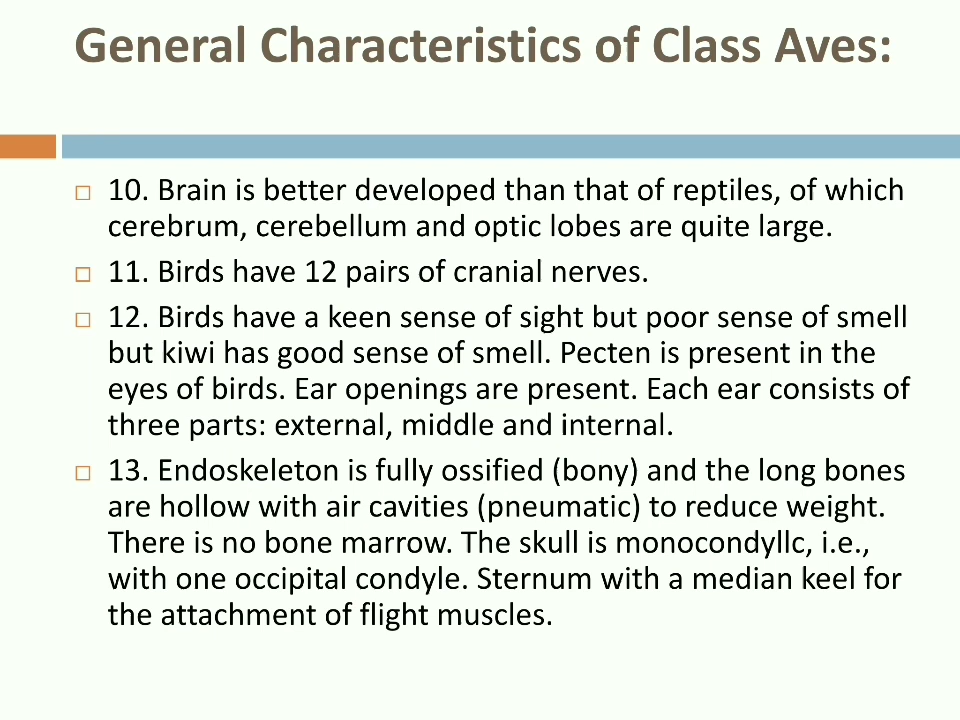 General Characteristics of Class Aves:
10. Brain is better developed than that of reptiles, of which
cerebrum, cerebellum and optic lobes are quite large.
11. Birds have 12 pairs of cranial nerves.
12. Birds have a keen sense of sight but poor sense of smell
but kiwi has good sense of smell. Pecten is present in the
eyes of birds. Ear openings are present. Each ear consists of
three parts: external, middle and internal.
13. Endoskeleton is fully ossified (bony) and the long bones
are hollow with air cavities (pneumatic) to reduce weight.
There is no bone marrow. The skull is monocondyllc, i.e.,
with one occipital condyle. Sternum with a median keel for
the attachment of flight muscles.